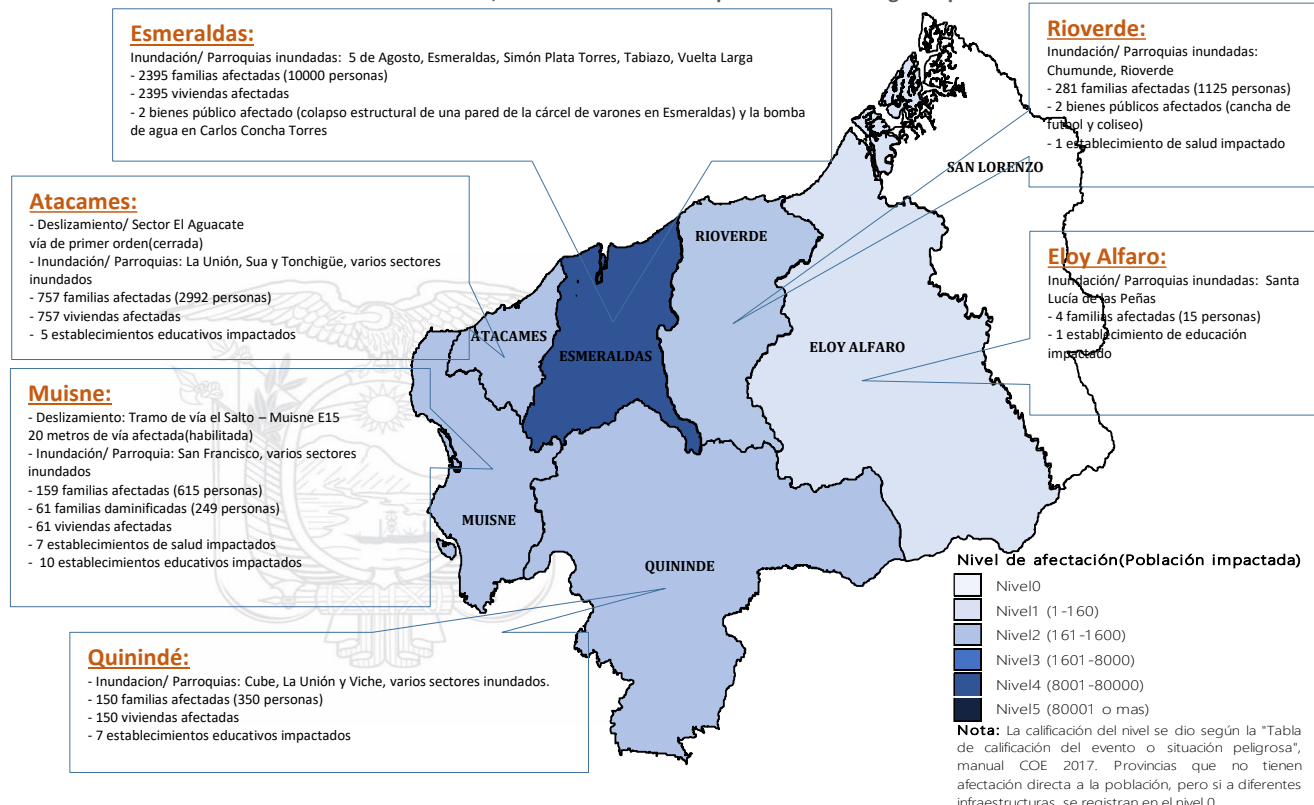 Esmeraldas:
Inundación/ Parroquias inundadas: 5 de Agosto, Esmeraldas, Simón Plata Torres, Tabiazo, Vuelta Larga
- 2395 familias afectadas (10000 personas)
- 2395 viviendas afectadas
- 2 bienes público afectado (colapso estructural de una pared de la cárcel de varones en Esmeraldas) y la bomba
de agua en Carlos Concha Torres
Rioverde:
Inundación/ Parroquias inundadas:
Chumunde, Rioverde
- 281 familias afectadas (1125 personas)
- 2 bienes públicos afectados (cancha de
futbol y coliseo)
- 1 establecimiento de salud impactado
Atacames:
- Deslizamiento/ Sector El Aguacate
vía de primer orden(cerrada)
- Inundación/ Parroquias: La Unión, Sua y Tonchigüe, varios sectores
inundados
- 757 familias afectadas (2992 personas)
- 757 viviendas afectadas
- 5 establecimientos educativos impactados
Eloy Alfaro:
Inundación/ Parroquias inundadas: Santa
Lucía de las Peñas
- 4 familias afectadas (15 personas)
- 1 establecimiento de educación
impactado
Muisne:
- Deslizamiento: Tramo de vía el Salto – Muisne E15
20 metros de vía afectada(habilitada)
- Inundación/ Parroquia: San Francisco, varios sectores
inundados
- 159 familias afectadas (615 personas)
- 61 familias daminificadas (249 personas)
- 61 viviendas afectadas
- 7 establecimientos de salud impactados
- 10 establecimientos educativos impactados
Quinindé:
- Inundacion/ Parroquias: Cube, La Unión y Viche, varios sectores inundados.
- 150 familias afectadas (350 personas)
- 150 viviendas afectadas
- 7 establecimientos educativos impactados
SAN LORENZO
RIOVERDE
ATACAMES
ESMERALDAS
ELOY ALFARO
MUISNE
QUININDE
Nivel de afectación(Población impactada)
Nivel0
Nivel1 (1-160)
Nivel2 (161-1600)
Nivel3 (1601-8000)
Nivel4 (8001-80000)
Nivel5 (80001 o mas)
Nota: La calificación del nivel se dio según la "Tabla
de calificación del evento o situación peligrosa",
manual COE 2017. Provincias que no tienen
afectación directa a la población, pero si a diferentes
infraestructuras, se registran en el nivel 0